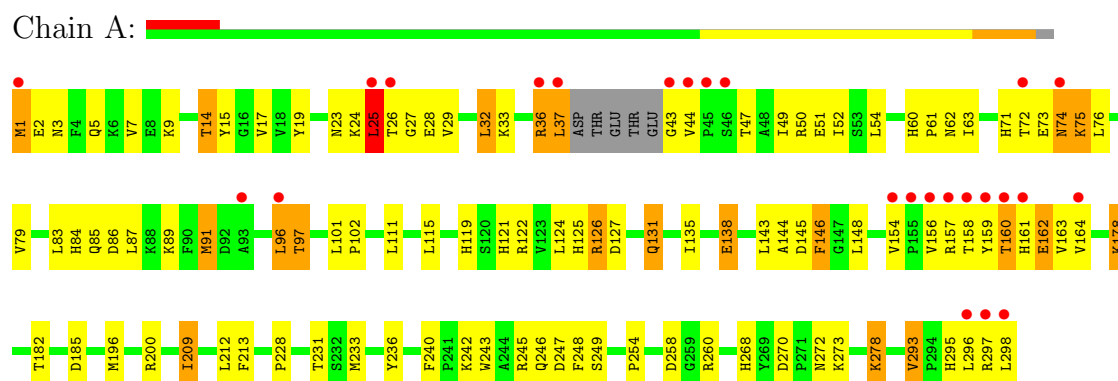 Chain A:
M1 E2 N3 F4 Q5 K6 V7 E8 K9 T14 Y15 G16 V17 V18 Y19 N23 K24 L25 T26 G27 E28 V29 L32 K33 R36 L37 ASP THR GLU THR GLU G43 V44 P45 S46 T47 A48 I49 R50 E51 I52 S53 L54 H60 P61 N62 I63 H71 T72 E73 N74 K75 L76
V79 L83 H84 Q85 D86 L87 K88 K89 F90 M91 D92 A93 L96 T97 L101 P102 L111 L115 H119 S120 H121 R122 V123 L124 H125 R126 D127 Q131 I135 E138 L143 A144 D145 F146 G147 L148 V154 P155 V156 R157 T158 Y159 T160 H161 E162 V163 V164 K178
T182 D185 M196 R200 I209 L212 F213 P228 T231 S232 M233 Y236 F240 P241 K242 W243 A244 R245 Q246 D247 F248 S249 P254 D258 G259 R260 H268 Y269 D270 P271 N272 K273 K278 V293 P294 H295 L296 R297 L298